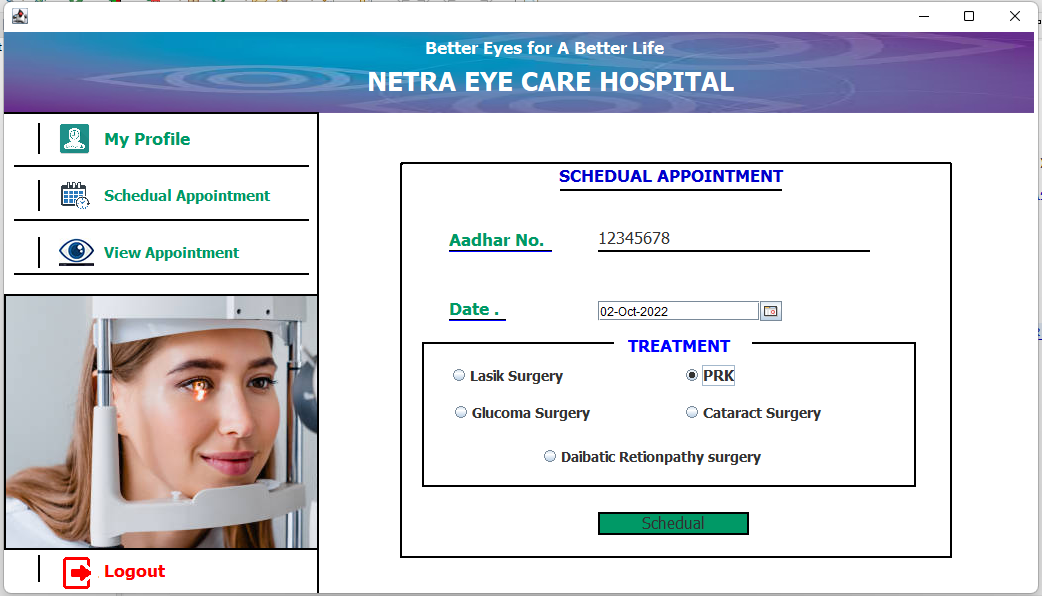 Better Eyes for A Better Life
NETRA EYE CARE HOSPITAL
My Profile
Schedual Appointment
View Appointment
Logout
SCHEDUAL APPOINTMENT
Aadhar No. 12345678
Date . 02-Oct-2022
TREATMENT
Lasik Surgery PRK
Glucoma Surgery Cataract Surgery
Daibatic Retionpathy surgery
Schedual